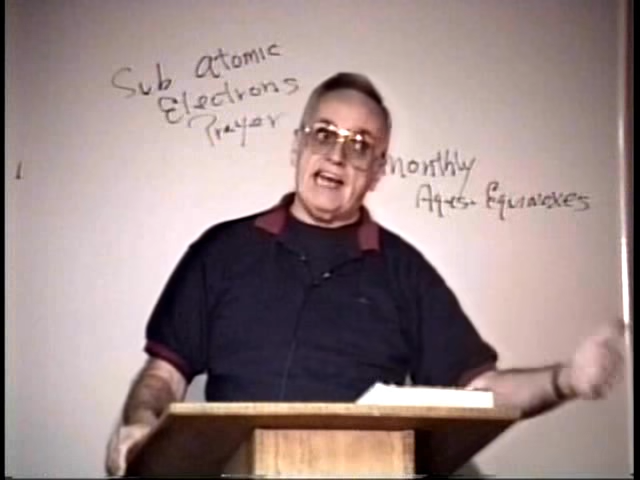 Sub atomic
Electrons
Prayer
monthly
Ages- Equinoxes